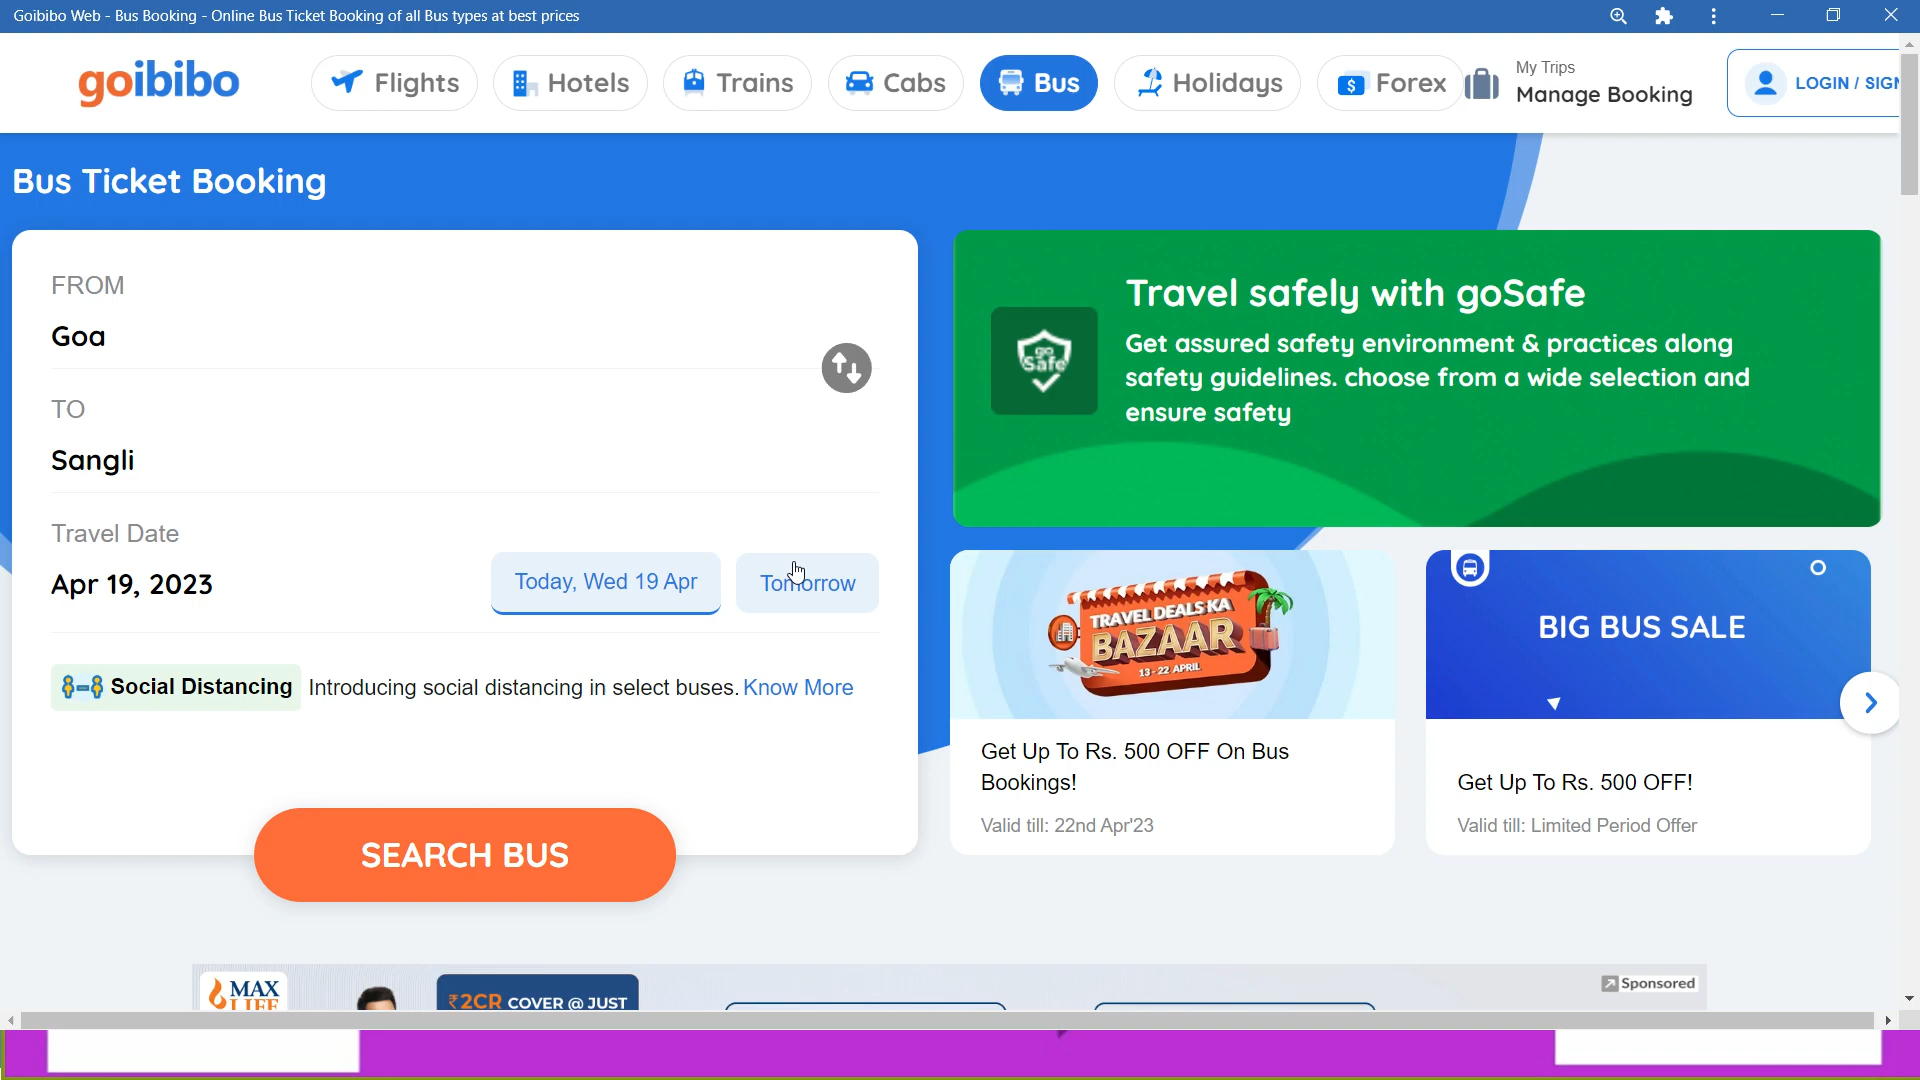 Goibibo Web - Bus Booking - Online Bus Ticket Booking of all Bus types at best prices
goibibo
Flights
Hotels
Trains
Cabs
Bus
Holidays
$ Forex
My Trips
Manage Booking
LOGIN / SIGN
Bus Ticket Booking
FROM
Goa
TO
Sangli
Travel Date
Apr 19, 2023
Today, Wed 19 Apr
Tomorrow
Social Distancing Introducing social distancing in select buses. Know More
SEARCH BUS
go
Safe
Travel safely with goSafe
Get assured safety environment & practices along
safety guidelines. choose from a wide selection and
ensure safety
TRAVEL DEALS KA
BAZAAR
13 - 22 APRIL
Get Up To Rs. 500 OFF On Bus
Bookings!
Valid till: 22nd Apr'23
BIG BUS SALE
Get Up To Rs. 500 OFF!
Valid till: Limited Period Offer
MAX
LIFE
₹2CR COVER @ JUST
Sponsored